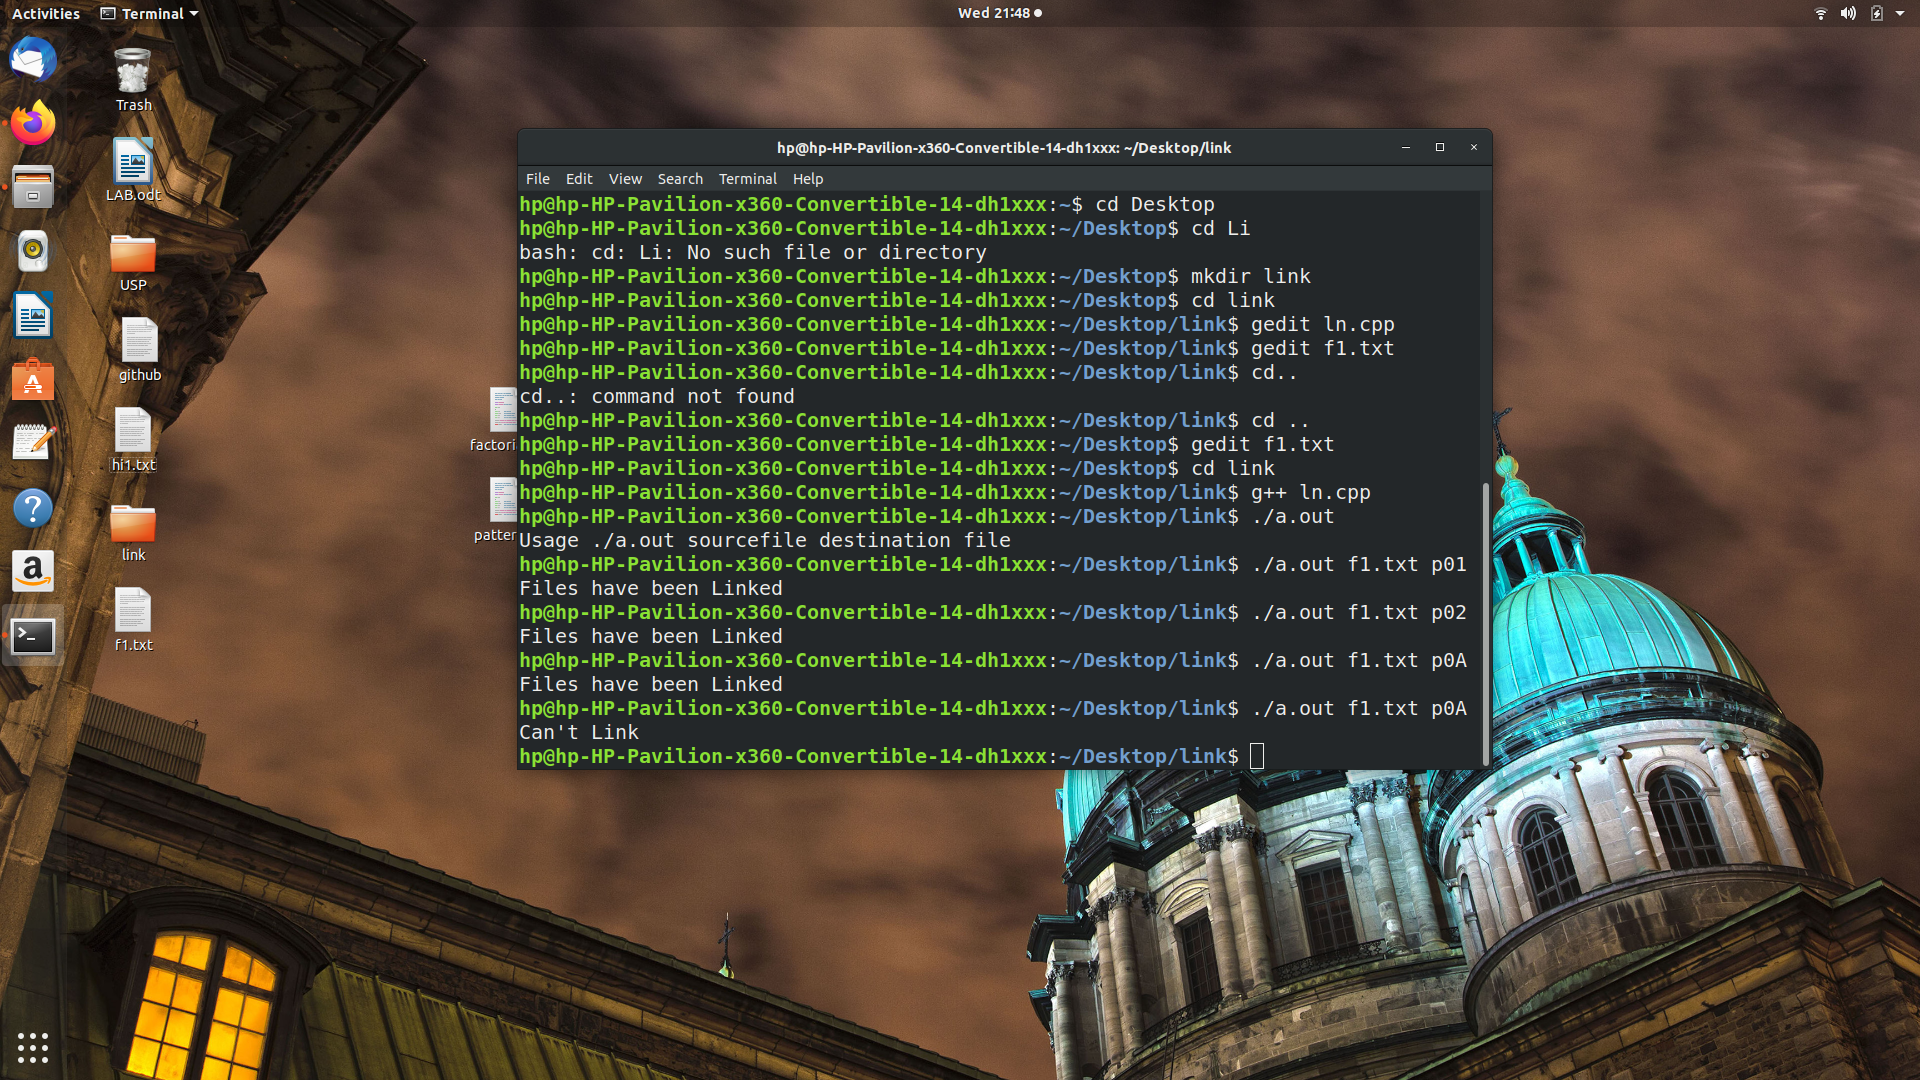 Activities
Terminal
Wed 21:48
Trash
LAB.odt
USP
github
hi1.txt
link
f1.txt
factori
patter
a
hp@hp-HP-Pavilion-x360-Convertible-14-dh1xxx: ~/Desktop/link
File Edit View Search Terminal Help
hp@hp-HP-Pavilion-x360-Convertible-14-dh1xxx:~$ cd Desktop
hp@hp-HP-Pavilion-x360-Convertible-14-dh1xxx:~/Desktop$ cd Li
bash: cd: Li: No such file or directory
hp@hp-HP-Pavilion-x360-Convertible-14-dh1xxx:~/Desktop$ mkdir link
hp@hp-HP-Pavilion-x360-Convertible-14-dh1xxx:~/Desktop$ cd link
hp@hp-HP-Pavilion-x360-Convertible-14-dh1xxx:~/Desktop/link$ gedit ln.cpp
hp@hp-HP-Pavilion-x360-Convertible-14-dh1xxx:~/Desktop/link$ gedit f1.txt
hp@hp-HP-Pavilion-x360-Convertible-14-dh1xxx:~/Desktop/link$ cd..
cd..: command not found
hp@hp-HP-Pavilion-x360-Convertible-14-dh1xxx:~/Desktop/link$ cd ..
hp@hp-HP-Pavilion-x360-Convertible-14-dh1xxx:~/Desktop$ gedit f1.txt
hp@hp-HP-Pavilion-x360-Convertible-14-dh1xxx:~/Desktop$ cd link
hp@hp-HP-Pavilion-x360-Convertible-14-dh1xxx:~/Desktop/link$ g++ ln.cpp
hp@hp-HP-Pavilion-x360-Convertible-14-dh1xxx:~/Desktop/link$ ./a.out
Usage ./a.out sourcefile destination file
hp@hp-HP-Pavilion-x360-Convertible-14-dh1xxx:~/Desktop/link$ ./a.out f1.txt p01
Files have been Linked
hp@hp-HP-Pavilion-x360-Convertible-14-dh1xxx:~/Desktop/link$ ./a.out f1.txt p02
Files have been Linked
hp@hp-HP-Pavilion-x360-Convertible-14-dh1xxx:~/Desktop/link$ ./a.out f1.txt p0A
Files have been Linked
hp@hp-HP-Pavilion-x360-Convertible-14-dh1xxx:~/Desktop/link$ ./a.out f1.txt p0A
Can't Link
hp@hp-HP-Pavilion-x360-Convertible-14-dh1xxx:~/Desktop/link$